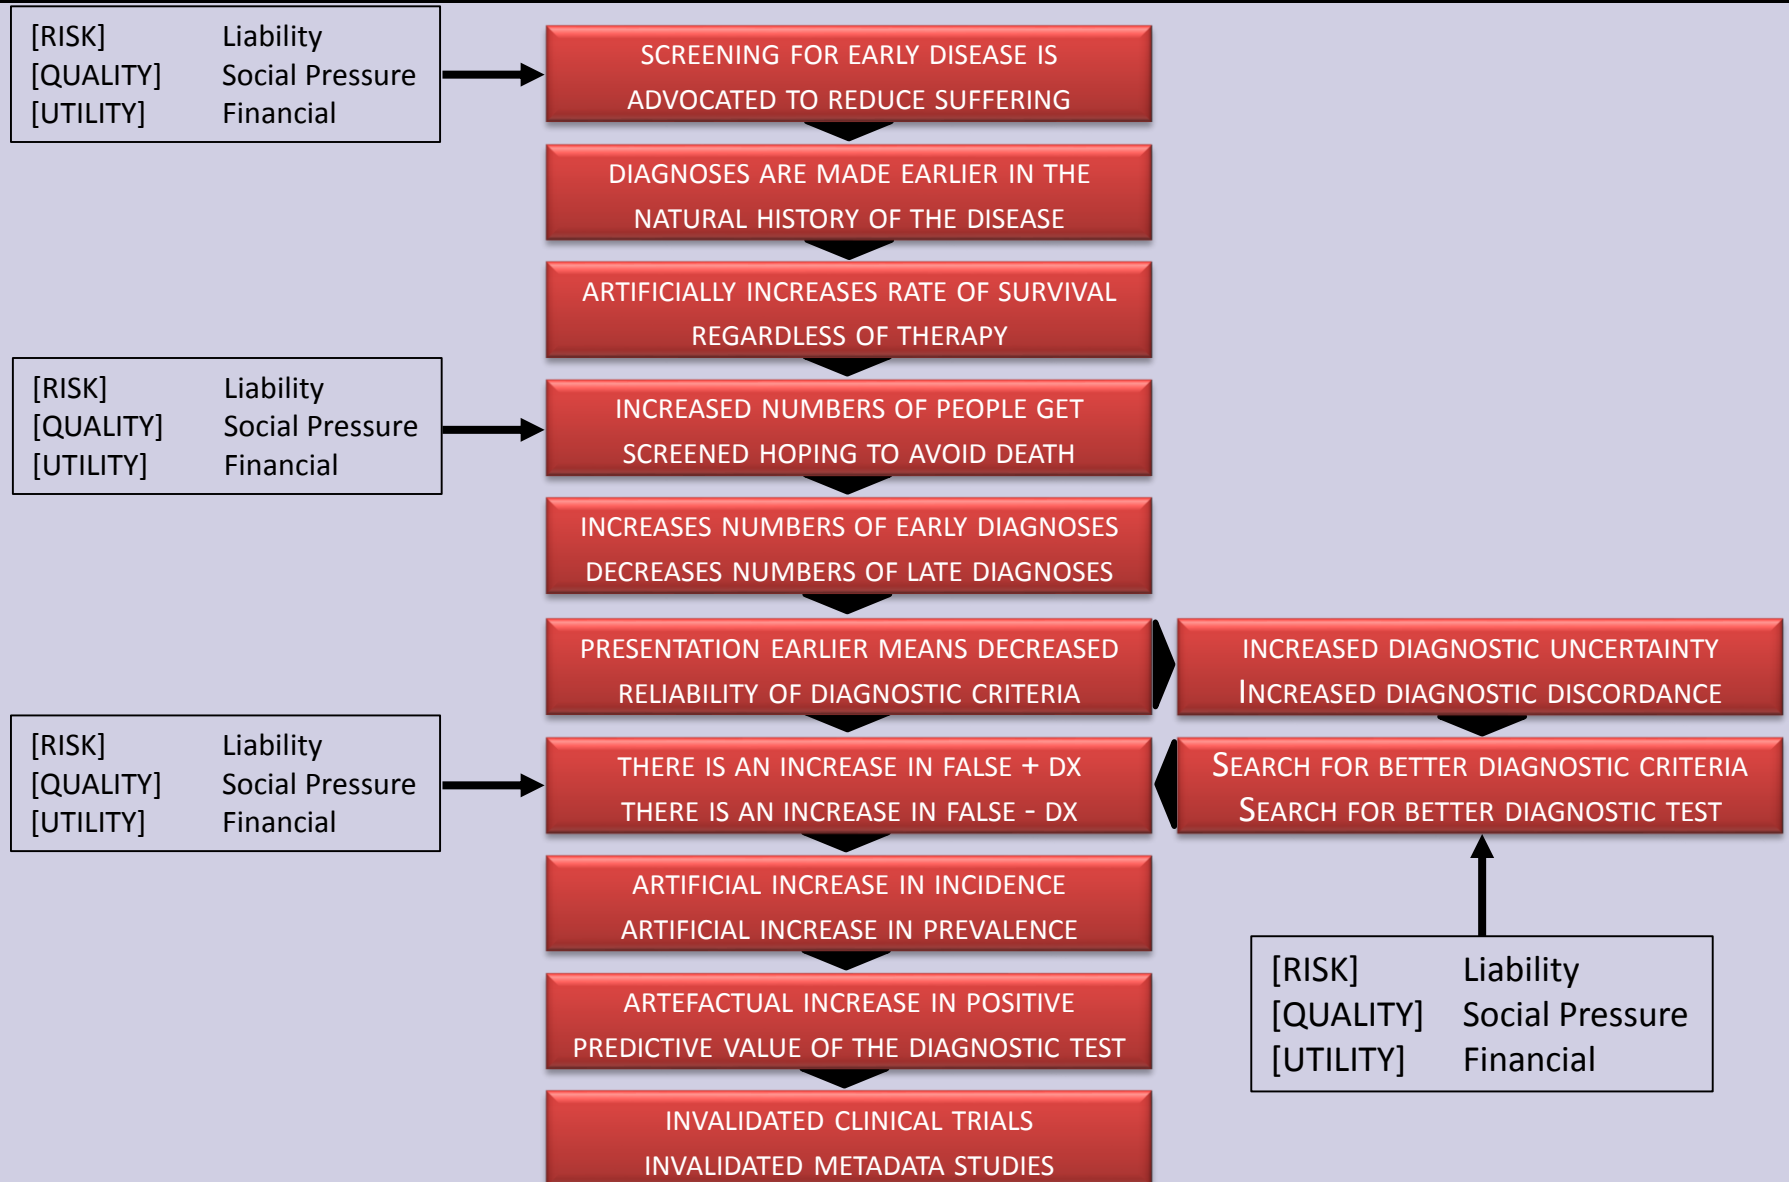 [RISK] Liability
[QUALITY] Social Pressure
[UTILITY] Financial
SCREENING FOR EARLY DISEASE IS
ADVOCATED TO REDUCE SUFFERING
DIAGNOSES ARE MADE EARLIER IN THE
NATURAL HISTORY OF THE DISEASE
ARTIFICIALLY INCREASES RATE OF SURVIVAL
REGARDLESS OF THERAPY
[RISK] Liability
[QUALITY] Social Pressure
[UTILITY] Financial
INCREASED NUMBERS OF PEOPLE GET
SCREENED HOPING TO AVOID DEATH
INCREASES NUMBERS OF EARLY DIAGNOSES
DECREASES NUMBERS OF LATE DIAGNOSES
PRESENTATION EARLIER MEANS DECREASED
RELIABILITY OF DIAGNOSTIC CRITERIA
INCREASED DIAGNOSTIC UNCERTAINTY
INCREASED DIAGNOSTIC DISCORDANCE
[RISK] Liability
[QUALITY] Social Pressure
[UTILITY] Financial
THERE IS AN INCREASE IN FALSE + DX
THERE IS AN INCREASE IN FALSE - DX
SEARCH FOR BETTER DIAGNOSTIC CRITERIA
SEARCH FOR BETTER DIAGNOSTIC TEST
ARTIFICIAL INCREASE IN INCIDENCE
ARTIFICIAL INCREASE IN PREVALENCE
[RISK] Liability
[QUALITY] Social Pressure
[UTILITY] Financial
ARTEFACTUAL INCREASE IN POSITIVE
PREDICTIVE VALUE OF THE DIAGNOSTIC TEST
INVALIDATED CLINICAL TRIALS
INVALIDATED METADATA STUDIES